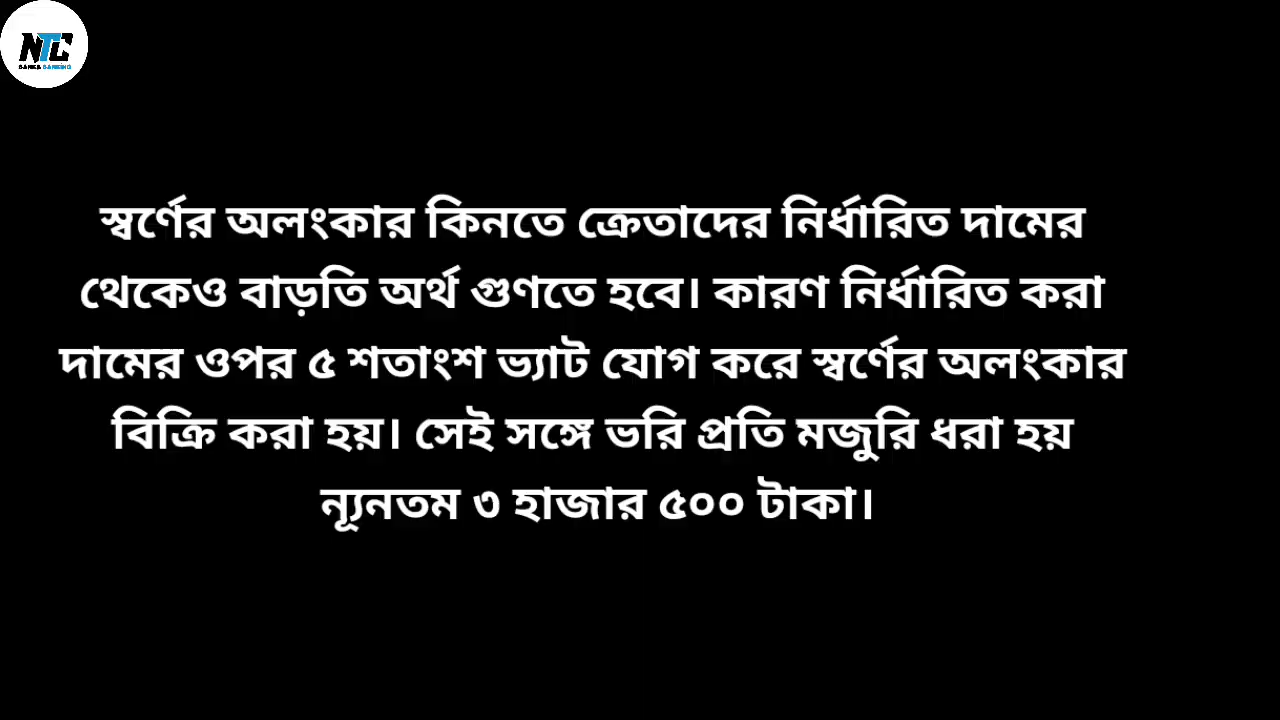 NTC
স্বর্ণের অলংকার কিনতে ক্রেতাদের নির্ধারিত দামের
থেকেও বাড়তি অর্থ গুণতে হবে। কারণ নির্ধারিত করা
দামের ওপর ৫ শতাংশ ভ্যাট যোগ করে স্বর্ণের অলংকার
বিক্রি করা হয়। সেই সঙ্গে ভরি প্রতি মজুরি ধরা হয়
ন্যূনতম ৩ হাজার ৫০০ টাকা।